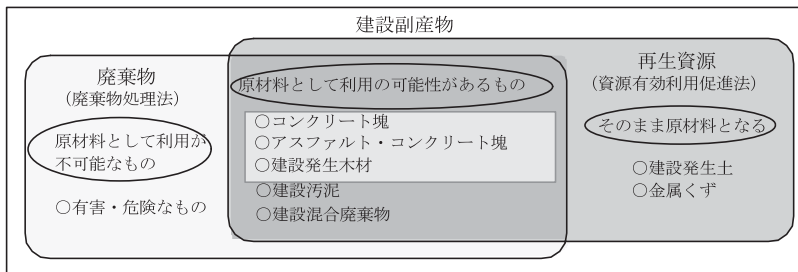 建設副産物
廃棄物
（廃棄物処理法）
原材料として利用が
不可能なもの
○有害・危険なもの
原材料として利用の可能性があるもの
○コンクリート塊
○アスファルト・コンクリート塊
○建設発生木材
○建設汚泥
○建設混合廃棄物
再生資源
（資源有効利用促進法）
そのまま原材料となる
○建設発生土
○金属くず